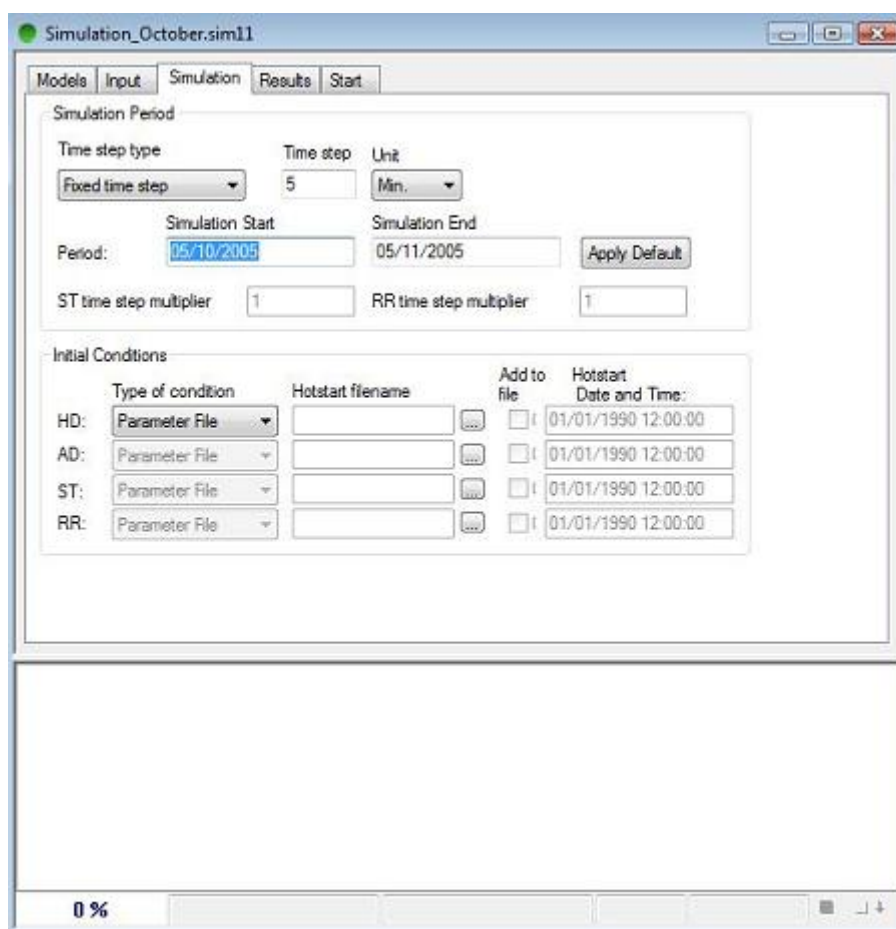 Simulation_October.sim11
Models Input Simulation Results Start
Simulation Period
Time step type Time step Unit
Fixed time step 5 Min.
Simulation Start Simulation End
Period: 05/10/2005 05/11/2005 Apply Default
ST time step multiplier 1 RR time step multiplier 1
Initial Conditions
Type of condition Hotstart filename Add to file Hotstart Date and Time:
HD: Parameter File ... 01/01/1990 12:00:00
AD: Parameter File ... 01/01/1990 12:00:00
ST: Parameter File ... 01/01/1990 12:00:00
RR: Parameter File ... 01/01/1990 12:00:00
0 %